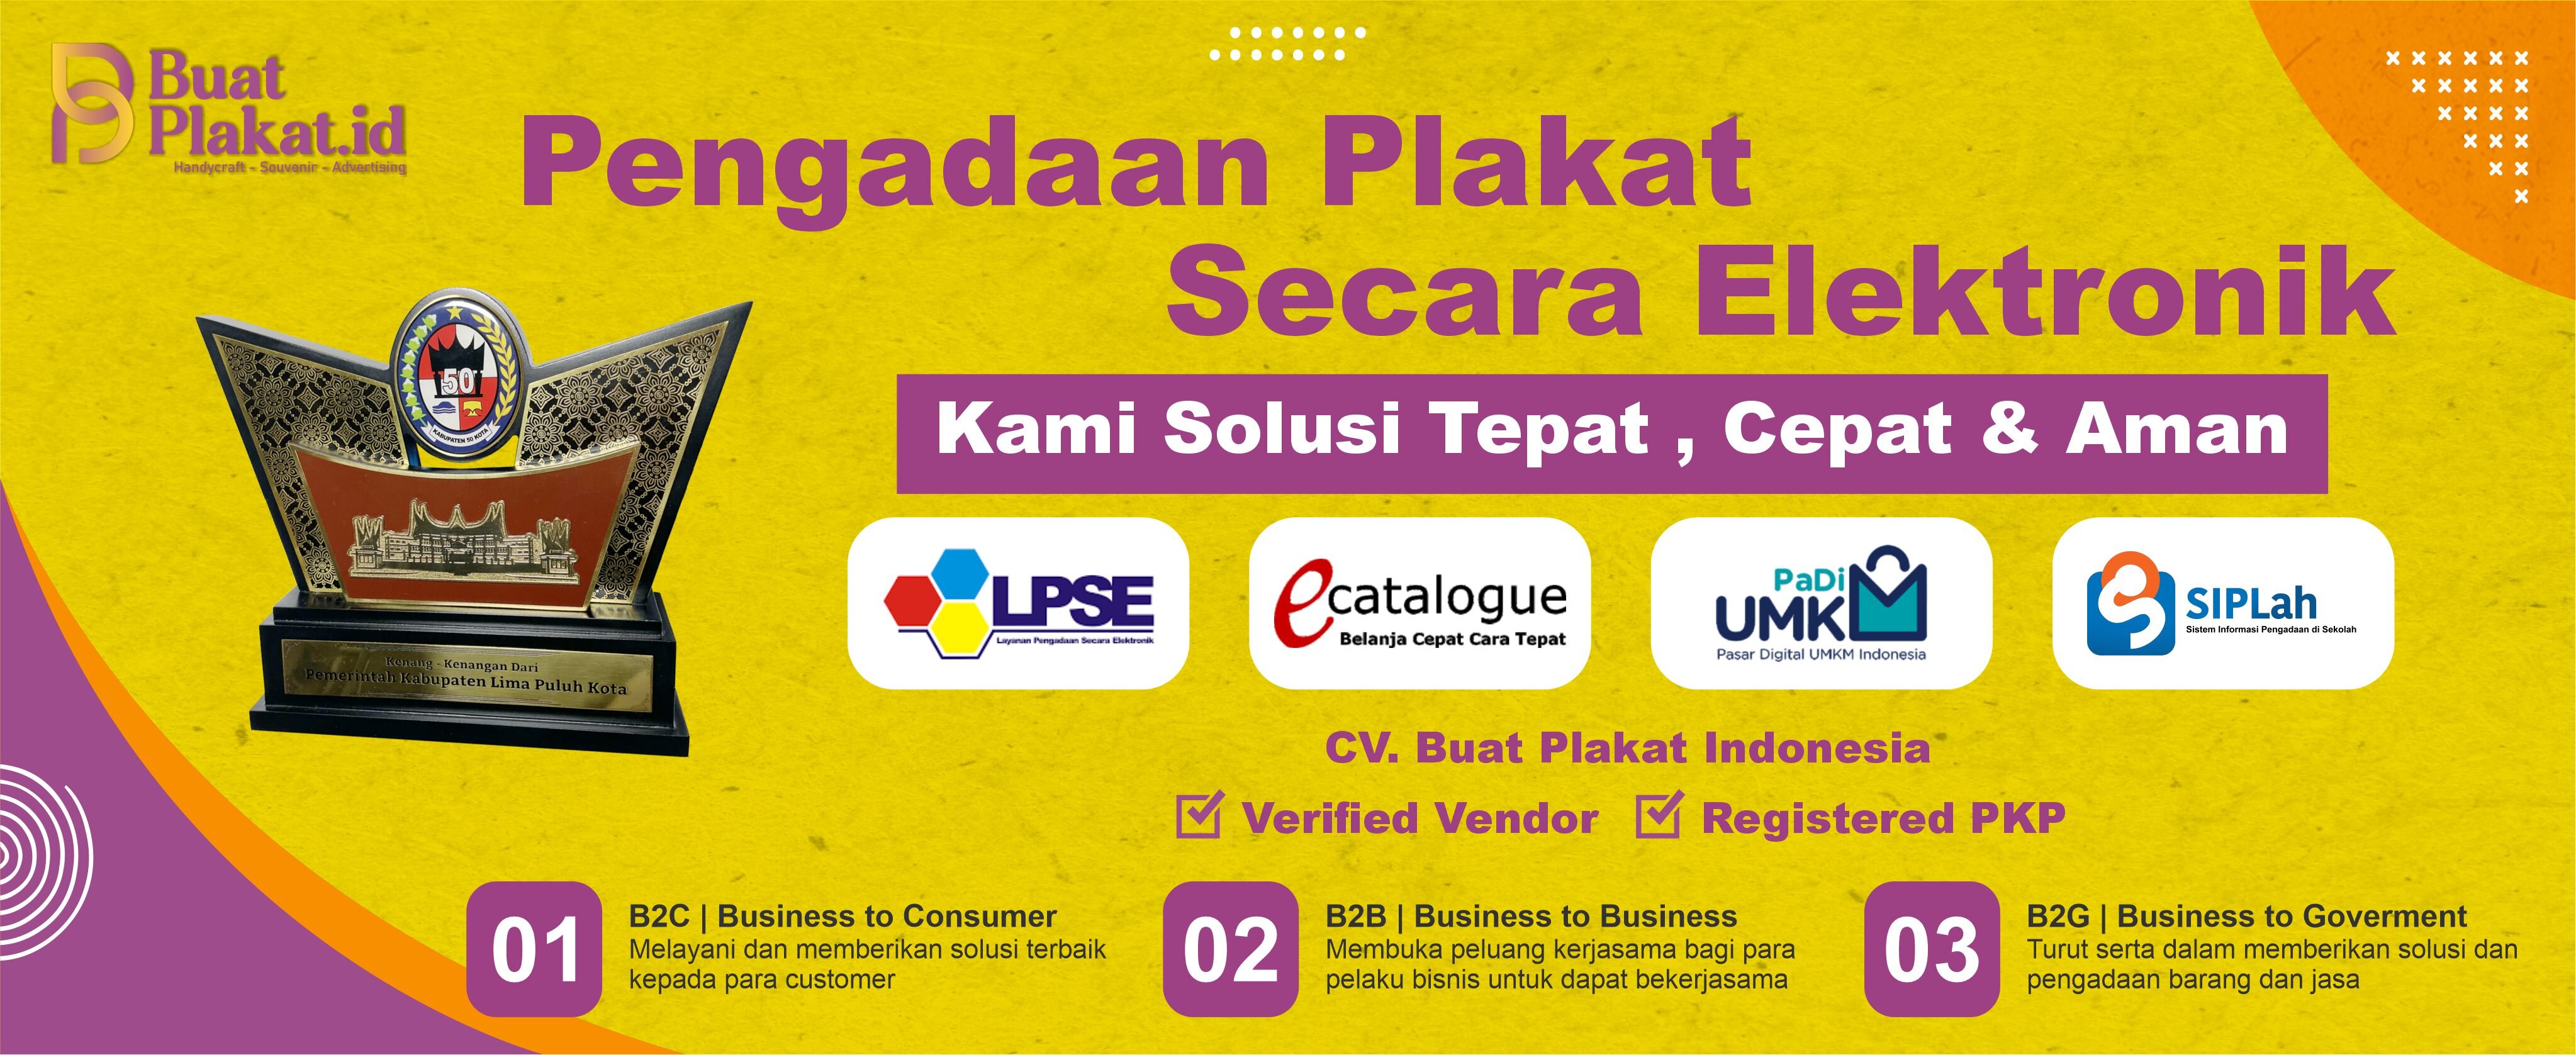 Buat
Plakat.id
Handycraft - Souvenir - Advertising
Pengadaan Plakat
Secara Elektronik
Kami Solusi Tepat , Cepat & Aman
50
KABUPATEN 50 KOTA
Kenang - Kenangan Dari
Pemerintah Kabupaten Lima Puluh Kota
LPSE
Layanan Pengadaan Secara Elektronik
ecatalogue
Belanja Cepat Cara Tepat
PaDi
UMKM
Pasar Digital UMKM Indonesia
SIPLah
Sistem Informasi Pengadaan di Sekolah
CV. Buat Plakat Indonesia
Verified Vendor Registered PKP
01
B2C | Business to Consumer
Melayani dan memberikan solusi terbaik
kepada para customer
02
B2B | Business to Business
Membuka peluang kerjasama bagi para
pelaku bisnis untuk dapat bekerjasama
03
B2G | Business to Goverment
Turut serta dalam memberikan solusi dan
pengadaan barang dan jasa